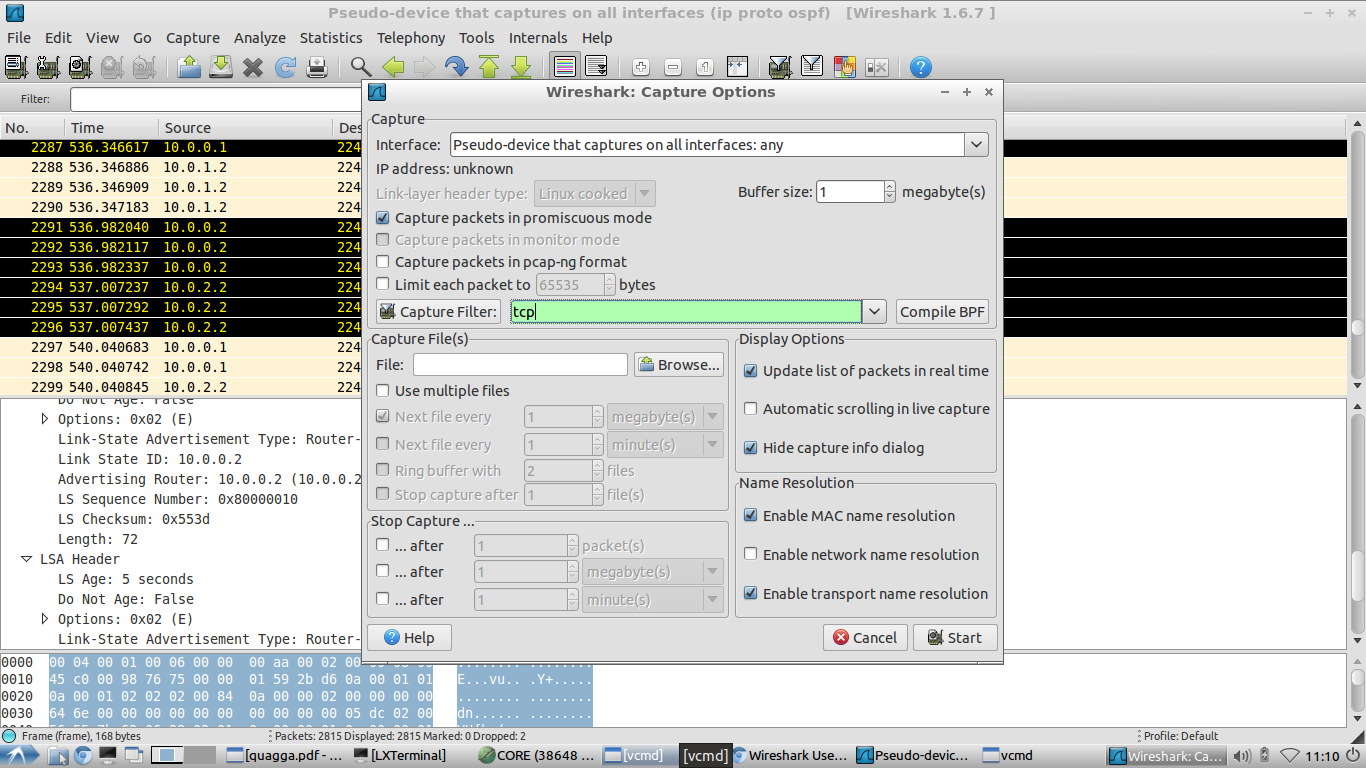 Pseudo-device that captures on all interfaces (ip proto ospf) [Wireshark 1.6.7 ]
File Edit View Go Capture Analyze Statistics Telephony Tools Internals Help
Filter:
No. Time Source Des
2287 536.346617 10.0.0.1 224
2288 536.346886 10.0.1.2 224
2289 536.346909 10.0.1.2 224
2290 536.347183 10.0.1.2 224
2291 536.982040 10.0.0.2 224
2292 536.982117 10.0.0.2 224
2293 536.982337 10.0.0.2 224
2294 537.007237 10.0.0.2 224
2295 537.007292 10.0.0.2 224
2296 537.007437 10.0.0.2 224
2297 540.040683 10.0.0.1 224
2298 540.040742 10.0.0.1 224
2299 540.040845 10.0.2.2 224
Do Not Age: False
Options: 0x02 (E)
Link-State Advertisement Type: Router-
Link State ID: 10.0.0.2
Advertising Router: 10.0.0.2 (10.0.0.2
LS Sequence Number: 0x80000010
LS Checksum: 0x553d
Length: 72
LSA Header
LS Age: 5 seconds
Do Not Age: False
Options: 0x02 (E)
Link-State Advertisement Type: Router-
Wireshark: Capture Options
Capture
Interface: Pseudo-device that captures on all interfaces: any
IP address: unknown
Link-layer header type: Linux cooked Buffer size: 1 megabyte(s)
Capture packets in promiscuous mode
Capture packets in monitor mode
Capture packets in pcap-ng format
Limit each packet to 65535 bytes
Capture Filter: tcp Compile BPF
Capture File(s)
File: Browse...
Use multiple files
Next file every 1 megabyte(s)
Next file every 1 minute(s)
Ring buffer with 2 files
Stop capture after 1 file(s)
Stop Capture ...
... after 1 packet(s)
... after 1 megabyte(s)
... after 1 minute(s)
Display Options
Update list of packets in real time
Automatic scrolling in live capture
Hide capture info dialog
Name Resolution
Enable MAC name resolution
Enable network name resolution
Enable transport name resolution
Help Cancel Start
0000 00 04 00 01 00 06 00 00 00 aa 00 02 00
0010 45 c0 00 98 76 75 00 00 01 59 2b d6 0a 00 01 01 E...vu.. .Y+.....
0020 0a 00 01 02 02 02 00 84 0a 00 00 02 00 00 00 00 ........ ........
0030 64 6e 00 00 00 00 00 00 00 00 00 00 05 dc 02 00 dn...... ........
Frame (frame), 168 bytes Packets: 2815 Displayed: 2815 Marked: 0 Dropped: 2 Profile: Default
[quagga.pdf - ... [LXTerminal] CORE (38648 ... [vcmd] [vcmd] Wireshark Use... Pseudo-devic... vcmd Wireshark: Ca... 11:10